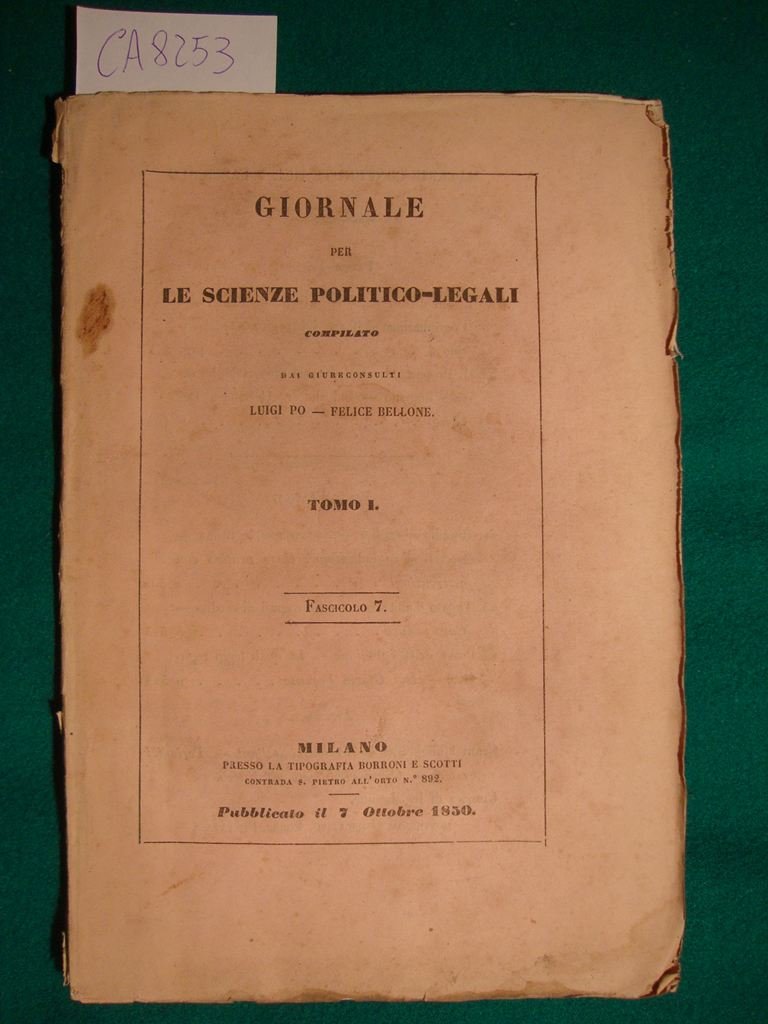 CA8253
GIORNALE
PER
LE SCIENZE POLITICO-LEGALI
COMPILATO
DAI GIURECONSULTI
LUIGI PO — FELICE BELLONE.
TOMO I.
FASCICOLO 7.
MILANO
PRESSO LA TIPOGRAFIA BORRONI E SCOTTI
CONTRADA S. PIETRO ALL'ORTO N.° 892.
Pubblicato il 7 Ottobre 1850.